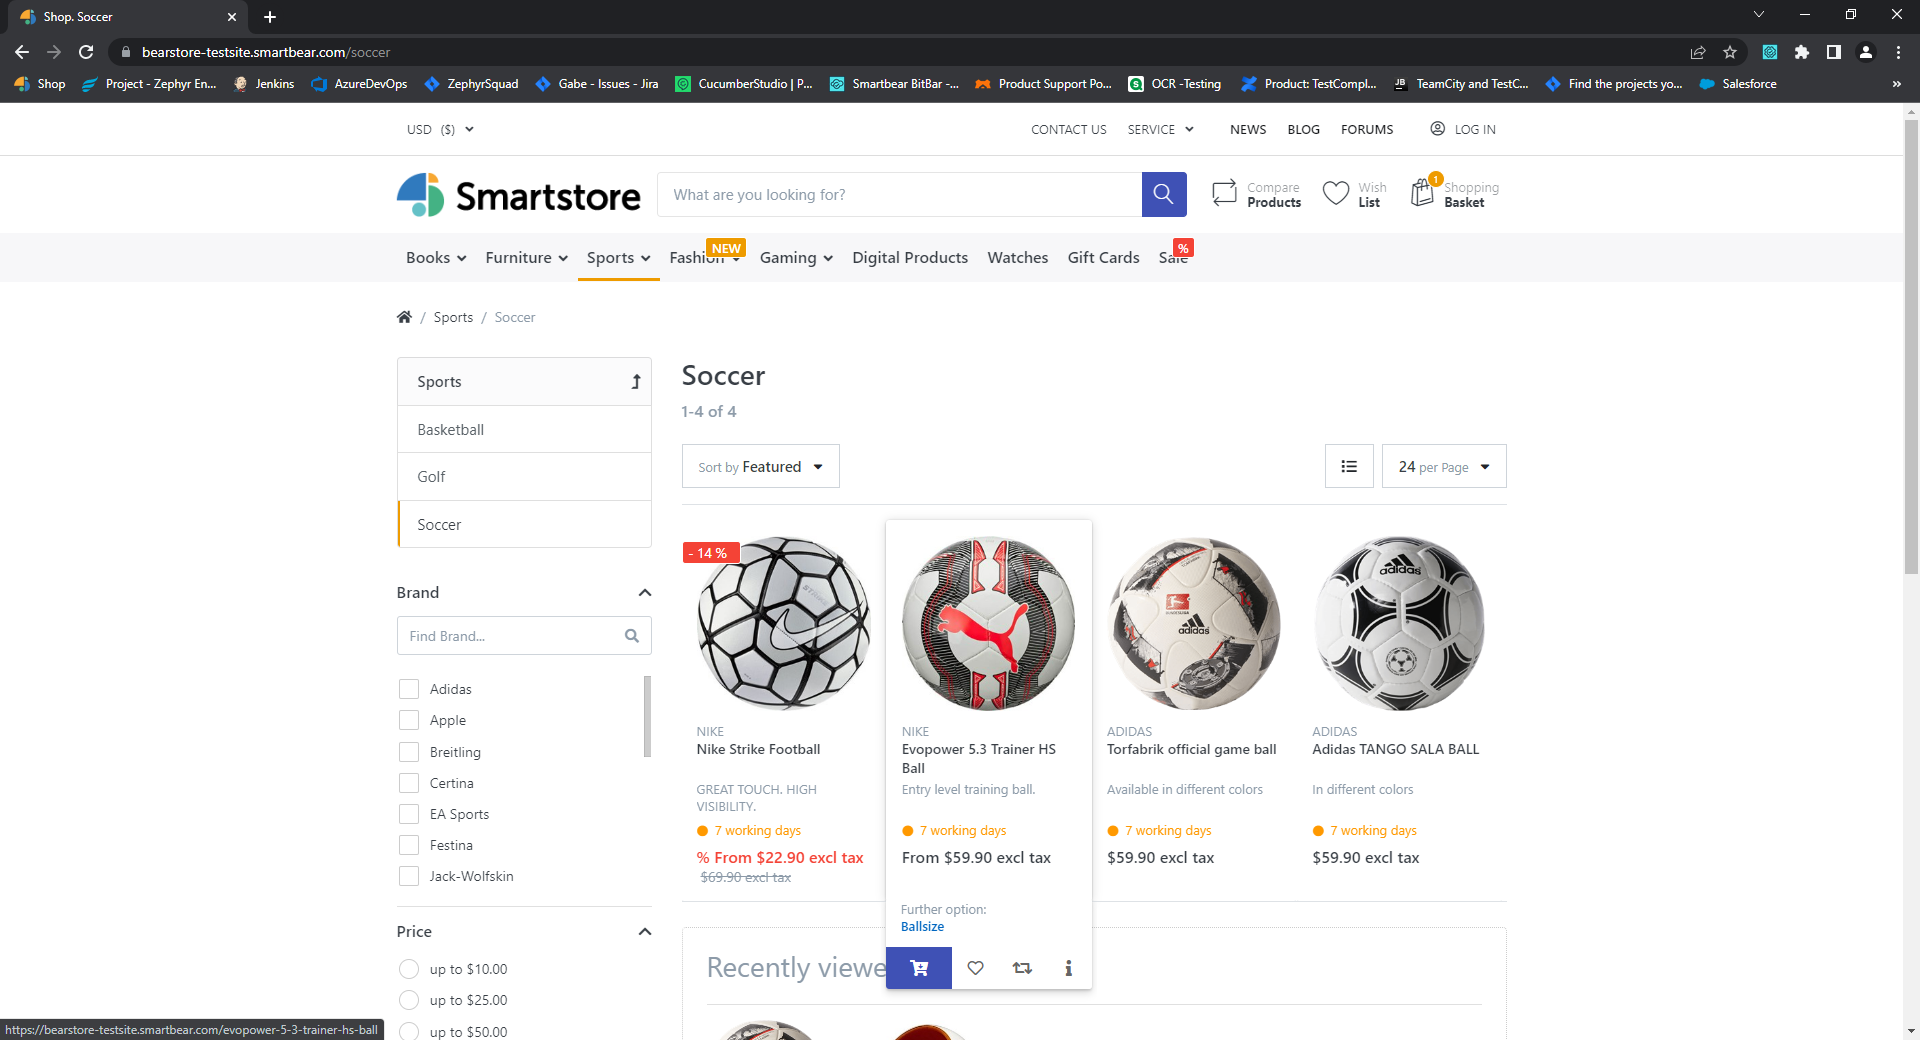 Shop. Soccer
bearstore-testsite.smartbear.com/soccer
Shop
Project - Zephyr En...
Jenkins
AzureDevOps
ZephyrSquad
Gabe - Issues - Jira
CucumberStudio | P...
Smartbear BitBar -...
Product Support Po...
OCR -Testing
Product: TestCompl...
TeamCity and TestC...
Find the projects yo...
Salesforce
»
USD ($)
CONTACT US
SERVICE
NEWS
BLOG
FORUMS
LOG IN
Smartstore
What are you looking for?
Compare
Products
Wish
List
1
Shopping
Basket
Books
Furniture
Sports
Fashion
NEW
Gaming
Digital Products
Watches
Gift Cards
Sale
%
/ Sports / Soccer
Sports
Basketball
Golf
Soccer
Soccer
1-4 of 4
Sort by Featured
24 per Page
Brand
Find Brand...
Adidas
Apple
Breitling
Certina
EA Sports
Festina
Jack-Wolfskin
Price
up to $10.00
up to $25.00
up to $50.00
- 14 %
STRIKE
NIKE
Nike Strike Football
GREAT TOUCH. HIGH
VISIBILITY.
7 working days
% From $22.90 excl tax
$69.90 excl tax
NIKE
Evopower 5.3 Trainer HS
Ball
Entry level training ball.
7 working days
From $59.90 excl tax
Further option:
Ballsize
adidas
ADIDAS
Torfabrik official game ball
Available in different colors
7 working days
$59.90 excl tax
adidas
ADIDAS
Adidas TANGO SALA BALL
In different colors
7 working days
$59.90 excl tax
Recently viewe
https://bearstore-testsite.smartbear.com/evopower-5-3-trainer-hs-ball